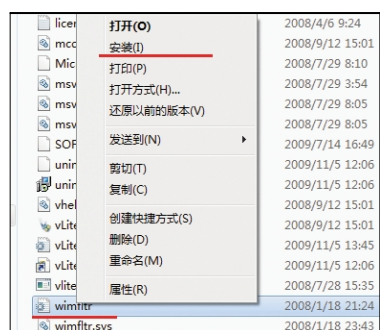 licer 打开(O) 2008/4/6 9:24
mcc 安装(I) 2008/9/12 15:01
Mic 打印(P) 2008/7/29 8:10
msv 打开方式(H)... 2008/7/29 3:54
msv 还原以前的版本(V) 2008/7/29 8:05
msv 2008/7/29 8:05
SOF 发送到(N) 2009/7/14 16:49
unin 剪切(T) 2009/11/5 12:06
unin 复制(C) 2009/11/5 12:06
vhel 2008/9/12 15:01
vLite 创建快捷方式(S) 2008/9/12 15:01
vLite 删除(D) 2009/11/5 13:45
vLite 重命名(M) 2009/11/5 12:06
vlite 属性(R) 2008/7/28 15:35
wimfltr 2008/1/18 21:24
wimfltr.sys 2008/1/18 23:43